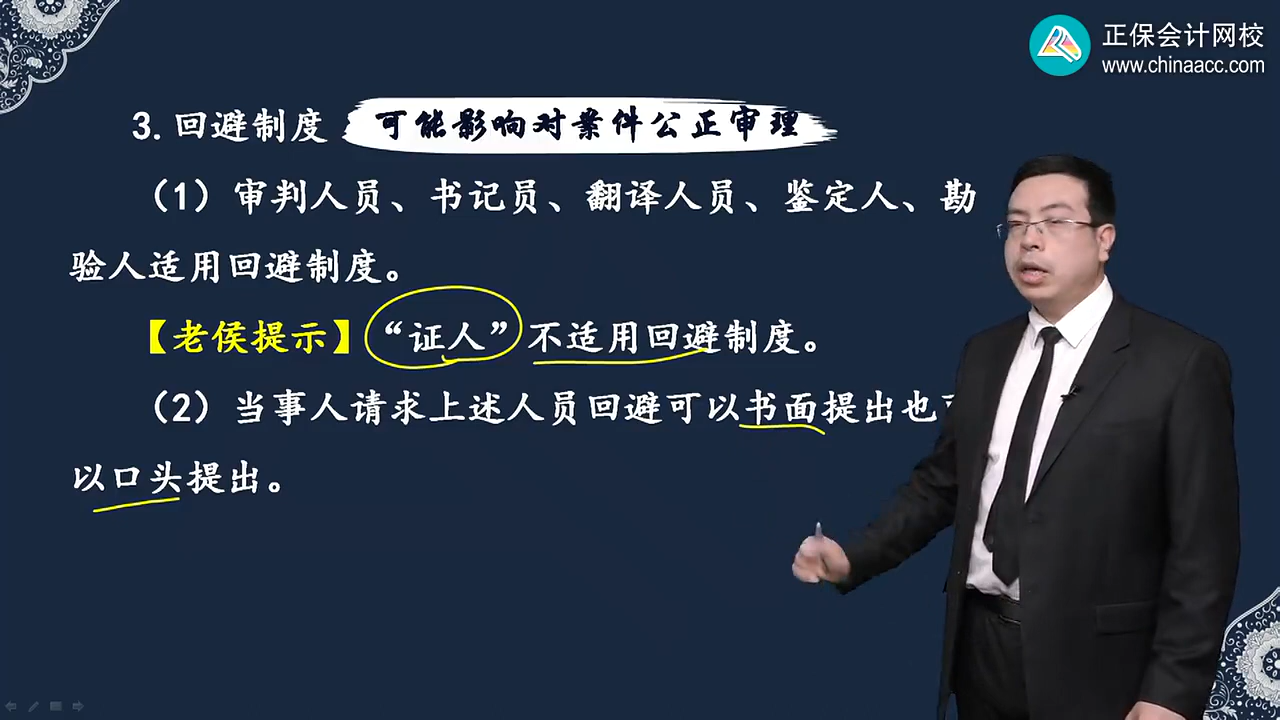 正保会计网校
www.chinaacc.com
3.回避制度 可能影响对案件公正审理
（1）审判人员、书记员、翻译人员、鉴定人、勘
验人适用回避制度。
【老侯提示】“证人”不适用回避制度。
（2）当事人请求上述人员回避可以书面提出也
以口头提出。